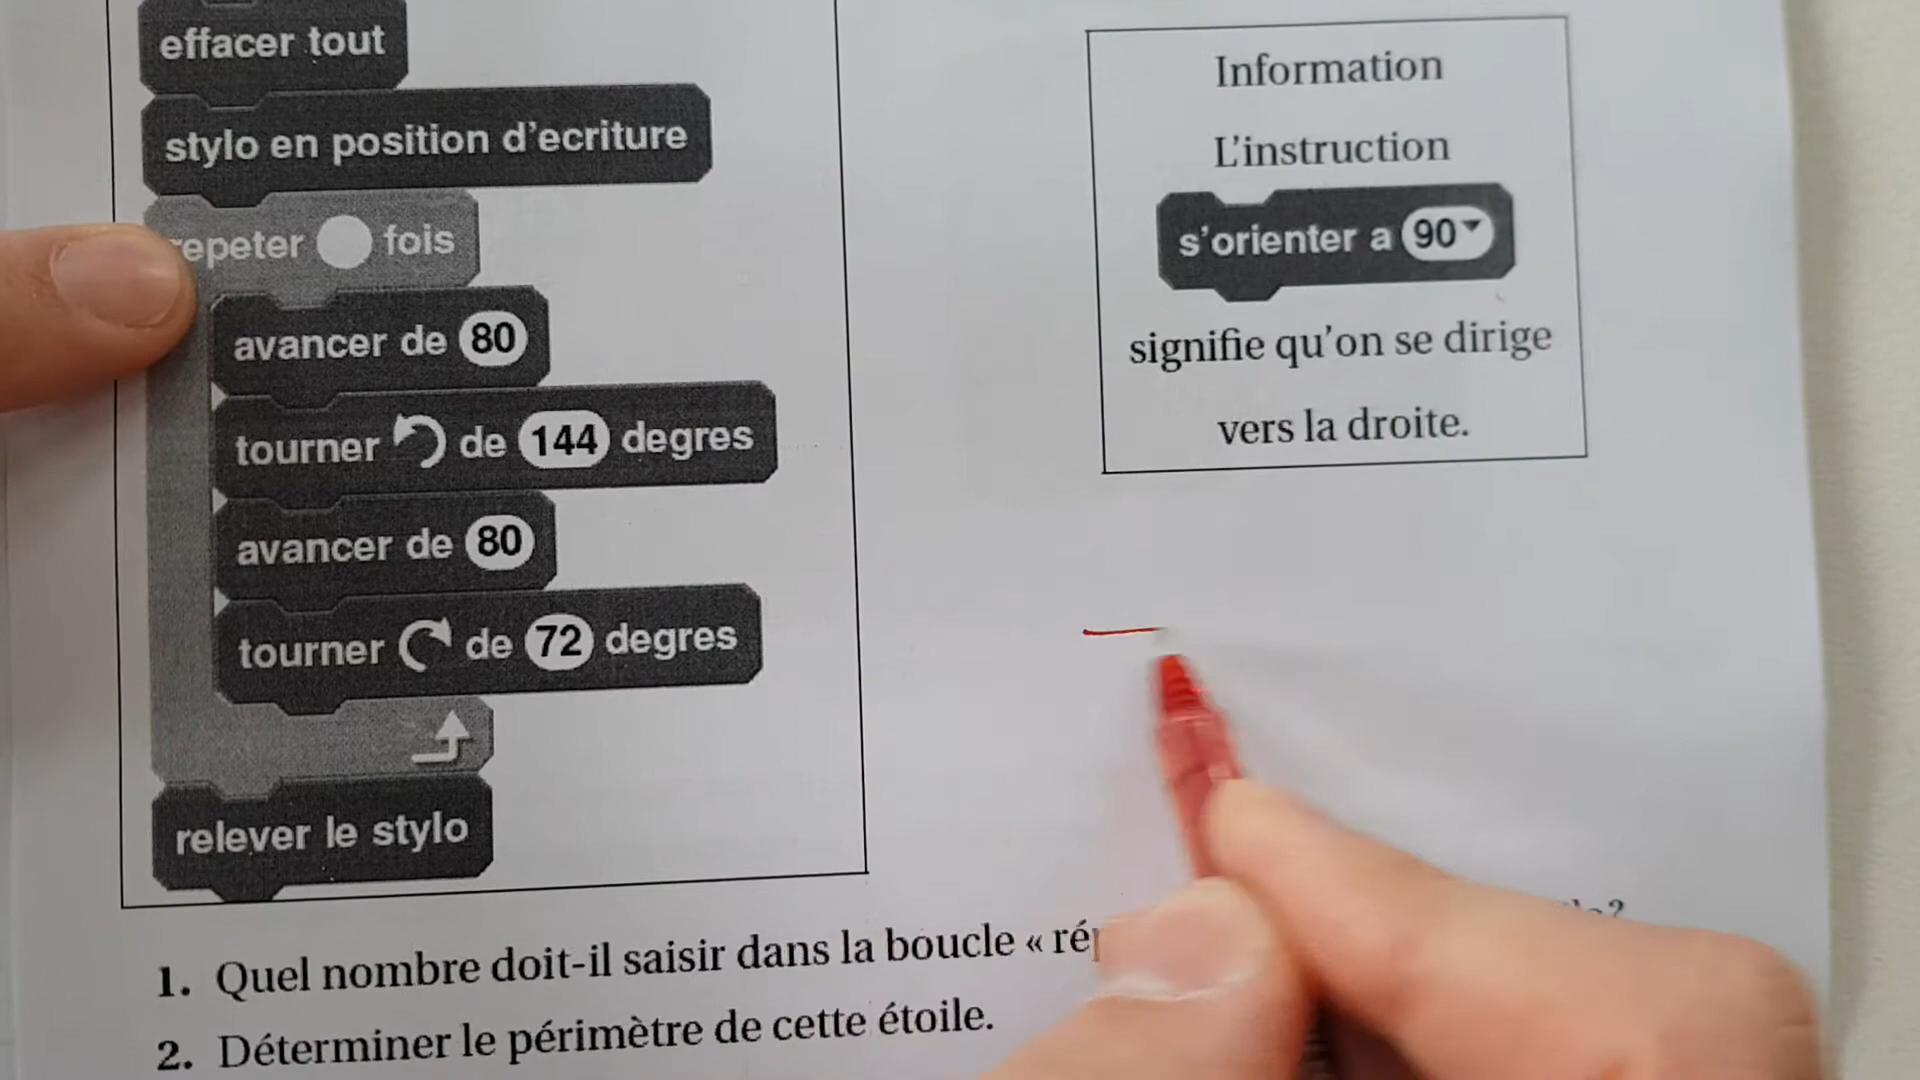 effacer tout
stylo en position d'ecriture
repeter fois
avancer de 80
tourner de 144 degres
avancer de 80
tourner de 72 degres
relever le stylo
Information
L'instruction
s'orienter a 90
signifie qu'on se dirige
vers la droite.
1. Quel nombre doit-il saisir dans la boucle «
2. Déterminer le périmètre de cette étoile.